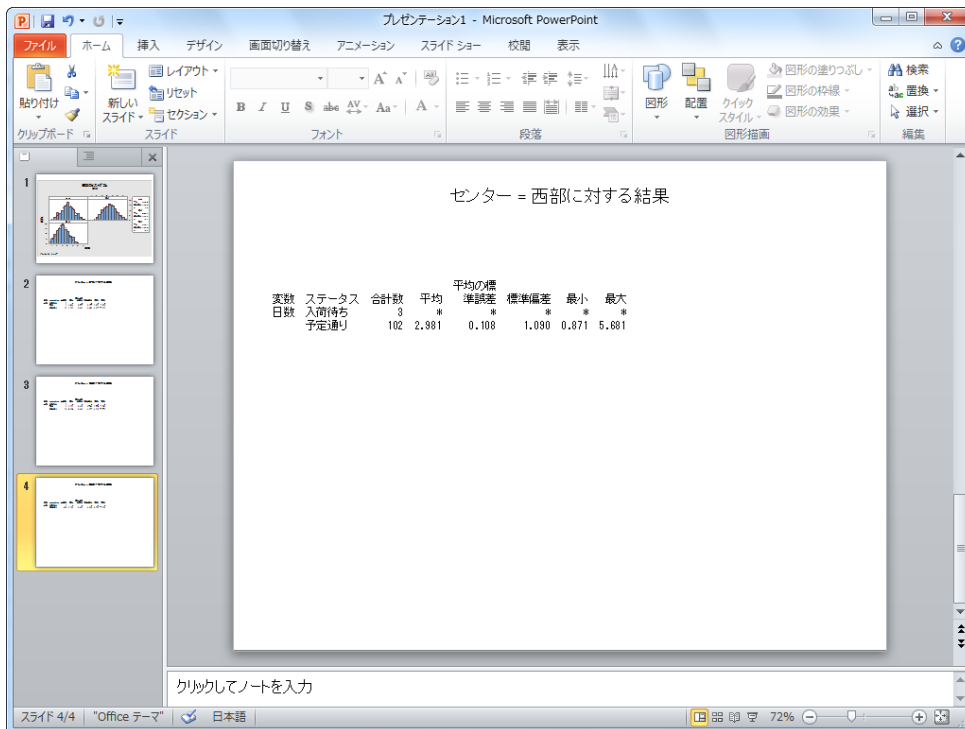 プレゼンテーション1 - Microsoft PowerPoint
ファイル ホーム 挿入 デザイン 画面切り替え アニメーション スライド ショー 校閲 表示
貼り付け
クリップボード
新しい
スライド
レイアウト
リセット
セクション
スライド
B I U S abc AV Aa A
フォント
段落
図形
配置
クイック
スタイル
図形の塗りつぶし
図形の枠線
図形の効果
図形描画
検索
置換
選択
編集
1
2
3
4
センター = 西部に対する結果
平均の標
変数 ステータス 合計数 平均 準誤差 標準偏差 最小 最大
日数 入荷待ち 3 * * * * *
予定通り 102 2.981 0.108 1.090 0.871 5.681
クリックしてノートを入力
スライド 4/4 "Office テーマ" 日本語 72%